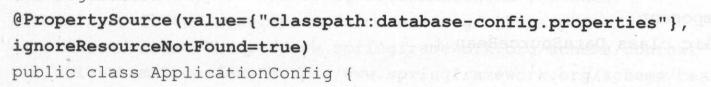 @PropertySource(value={"classpath:database-config.properties"},
ignoreResourceNotFound=true)
public class ApplicationConfig {